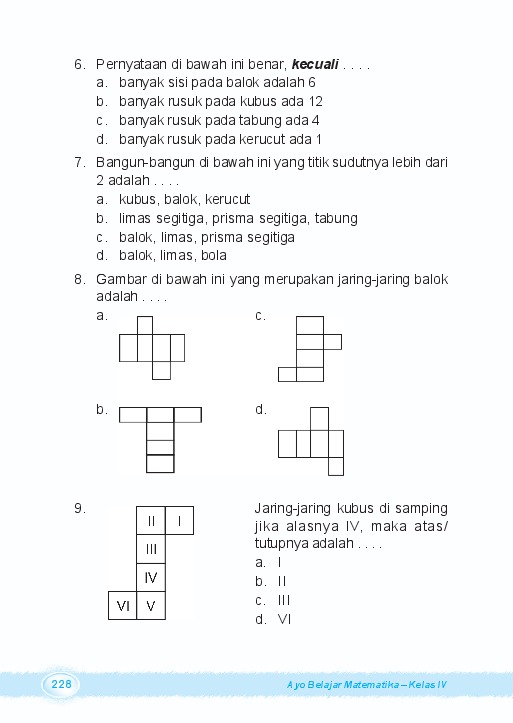 6. Pernyataan di bawah ini benar, kecuali . . . .
a. banyak sisi pada balok adalah 6
b. banyak rusuk pada kubus ada 12
c. banyak rusuk pada tabung ada 4
d. banyak rusuk pada kerucut ada 1
7. Bangun-bangun di bawah ini yang titik sudutnya lebih dari
2 adalah . . . .
a. kubus, balok, kerucut
b. limas segitiga, prisma segitiga, tabung
c. balok, limas, prisma segitiga
d. balok, limas, bola
8. Gambar di bawah ini yang merupakan jaring-jaring balok
adalah . . . .
a.
c.
b.
d.
9.
II I
III
IV
VI V
Jaring-jaring kubus di samping
jika alasnya IV, maka atas/
tutupnya adalah . . . .
a. I
b. II
c. III
d. VI
228
Ayo Belajar Matematika – Kelas IV